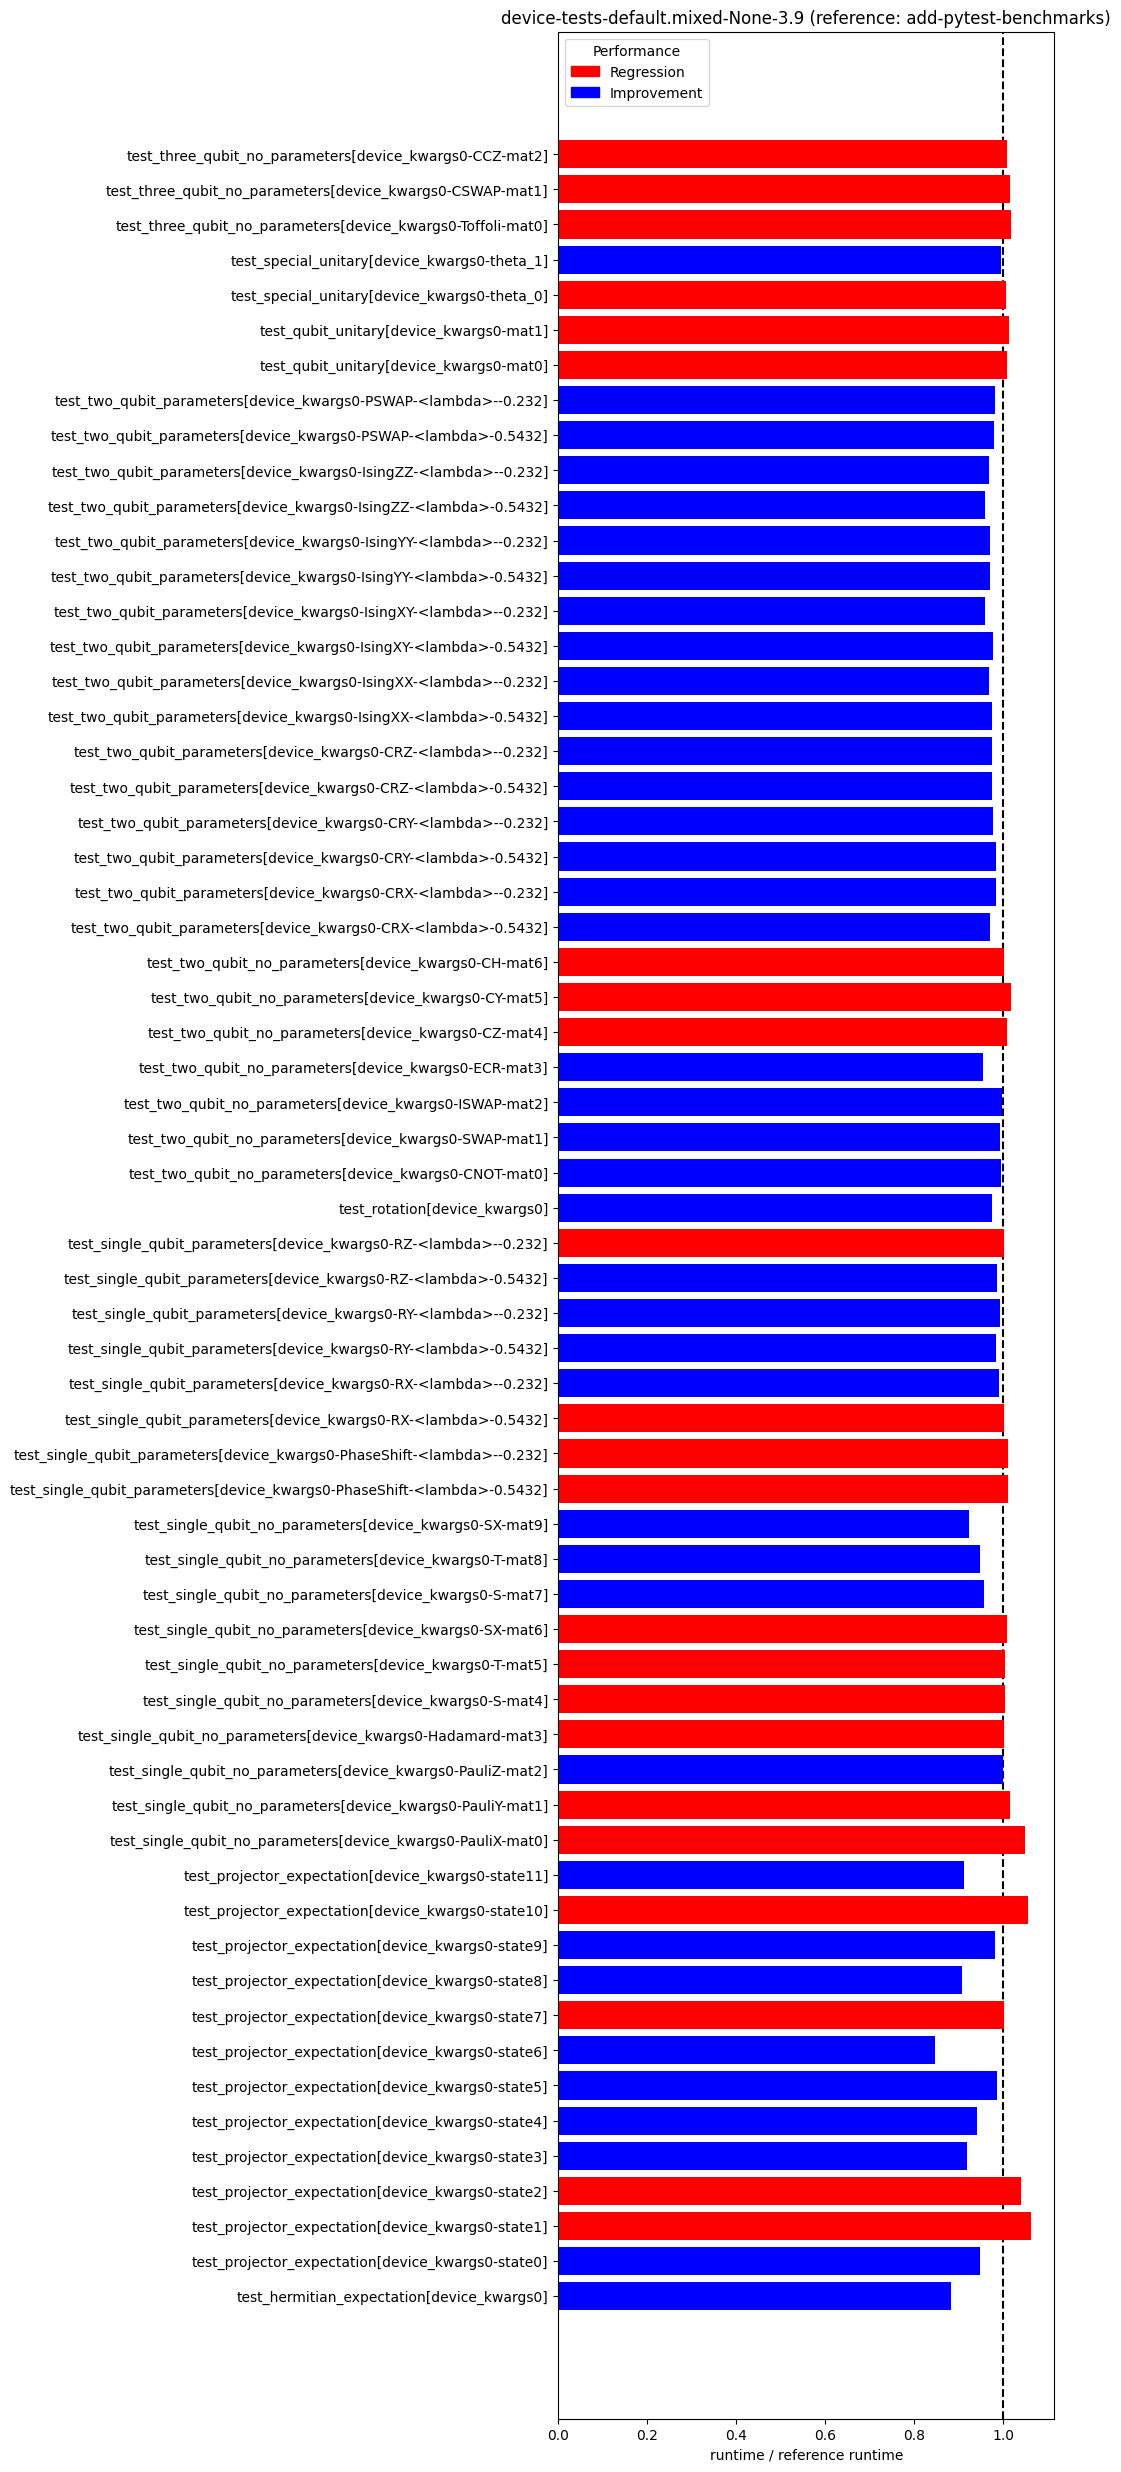 device-tests-default.mixed-None-3.9 (reference: add-pytest-benchmarks)
Performance
Regression
Improvement
test_three_qubit_no_parameters[device_kwargs0-CCZ-mat2]
test_three_qubit_no_parameters[device_kwargs0-CSWAP-mat1]
test_three_qubit_no_parameters[device_kwargs0-Toffoli-mat0]
test_special_unitary[device_kwargs0-theta_1]
test_special_unitary[device_kwargs0-theta_0]
test_qubit_unitary[device_kwargs0-mat1]
test_qubit_unitary[device_kwargs0-mat0]
test_two_qubit_parameters[device_kwargs0-PSWAP-<lambda>--0.232]
test_two_qubit_parameters[device_kwargs0-PSWAP-<lambda>-0.5432]
test_two_qubit_parameters[device_kwargs0-IsingZZ-<lambda>--0.232]
test_two_qubit_parameters[device_kwargs0-IsingZZ-<lambda>-0.5432]
test_two_qubit_parameters[device_kwargs0-IsingYY-<lambda>--0.232]
test_two_qubit_parameters[device_kwargs0-IsingYY-<lambda>-0.5432]
test_two_qubit_parameters[device_kwargs0-IsingXY-<lambda>--0.232]
test_two_qubit_parameters[device_kwargs0-IsingXY-<lambda>-0.5432]
test_two_qubit_parameters[device_kwargs0-IsingXX-<lambda>--0.232]
test_two_qubit_parameters[device_kwargs0-IsingXX-<lambda>-0.5432]
test_two_qubit_parameters[device_kwargs0-CRZ-<lambda>--0.232]
test_two_qubit_parameters[device_kwargs0-CRZ-<lambda>-0.5432]
test_two_qubit_parameters[device_kwargs0-CRY-<lambda>--0.232]
test_two_qubit_parameters[device_kwargs0-CRY-<lambda>-0.5432]
test_two_qubit_parameters[device_kwargs0-CRX-<lambda>--0.232]
test_two_qubit_parameters[device_kwargs0-CRX-<lambda>-0.5432]
test_two_qubit_no_parameters[device_kwargs0-CH-mat6]
test_two_qubit_no_parameters[device_kwargs0-CY-mat5]
test_two_qubit_no_parameters[device_kwargs0-CZ-mat4]
test_two_qubit_no_parameters[device_kwargs0-ECR-mat3]
test_two_qubit_no_parameters[device_kwargs0-ISWAP-mat2]
test_two_qubit_no_parameters[device_kwargs0-SWAP-mat1]
test_two_qubit_no_parameters[device_kwargs0-CNOT-mat0]
test_rotation[device_kwargs0]
test_single_qubit_parameters[device_kwargs0-RZ-<lambda>--0.232]
test_single_qubit_parameters[device_kwargs0-RZ-<lambda>-0.5432]
test_single_qubit_parameters[device_kwargs0-RY-<lambda>--0.232]
test_single_qubit_parameters[device_kwargs0-RY-<lambda>-0.5432]
test_single_qubit_parameters[device_kwargs0-RX-<lambda>--0.232]
test_single_qubit_parameters[device_kwargs0-RX-<lambda>-0.5432]
test_single_qubit_parameters[device_kwargs0-PhaseShift-<lambda>--0.232]
test_single_qubit_parameters[device_kwargs0-PhaseShift-<lambda>-0.5432]
test_single_qubit_no_parameters[device_kwargs0-SX-mat9]
test_single_qubit_no_parameters[device_kwargs0-T-mat8]
test_single_qubit_no_parameters[device_kwargs0-S-mat7]
test_single_qubit_no_parameters[device_kwargs0-SX-mat6]
test_single_qubit_no_parameters[device_kwargs0-T-mat5]
test_single_qubit_no_parameters[device_kwargs0-S-mat4]
test_single_qubit_no_parameters[device_kwargs0-Hadamard-mat3]
test_single_qubit_no_parameters[device_kwargs0-PauliZ-mat2]
test_single_qubit_no_parameters[device_kwargs0-PauliY-mat1]
test_single_qubit_no_parameters[device_kwargs0-PauliX-mat0]
test_projector_expectation[device_kwargs0-state11]
test_projector_expectation[device_kwargs0-state10]
test_projector_expectation[device_kwargs0-state9]
test_projector_expectation[device_kwargs0-state8]
test_projector_expectation[device_kwargs0-state7]
test_projector_expectation[device_kwargs0-state6]
test_projector_expectation[device_kwargs0-state5]
test_projector_expectation[device_kwargs0-state4]
test_projector_expectation[device_kwargs0-state3]
test_projector_expectation[device_kwargs0-state2]
test_projector_expectation[device_kwargs0-state1]
test_projector_expectation[device_kwargs0-state0]
test_hermitian_expectation[device_kwargs0]
0.0 0.2 0.4 0.6 0.8 1.0
runtime / reference runtime